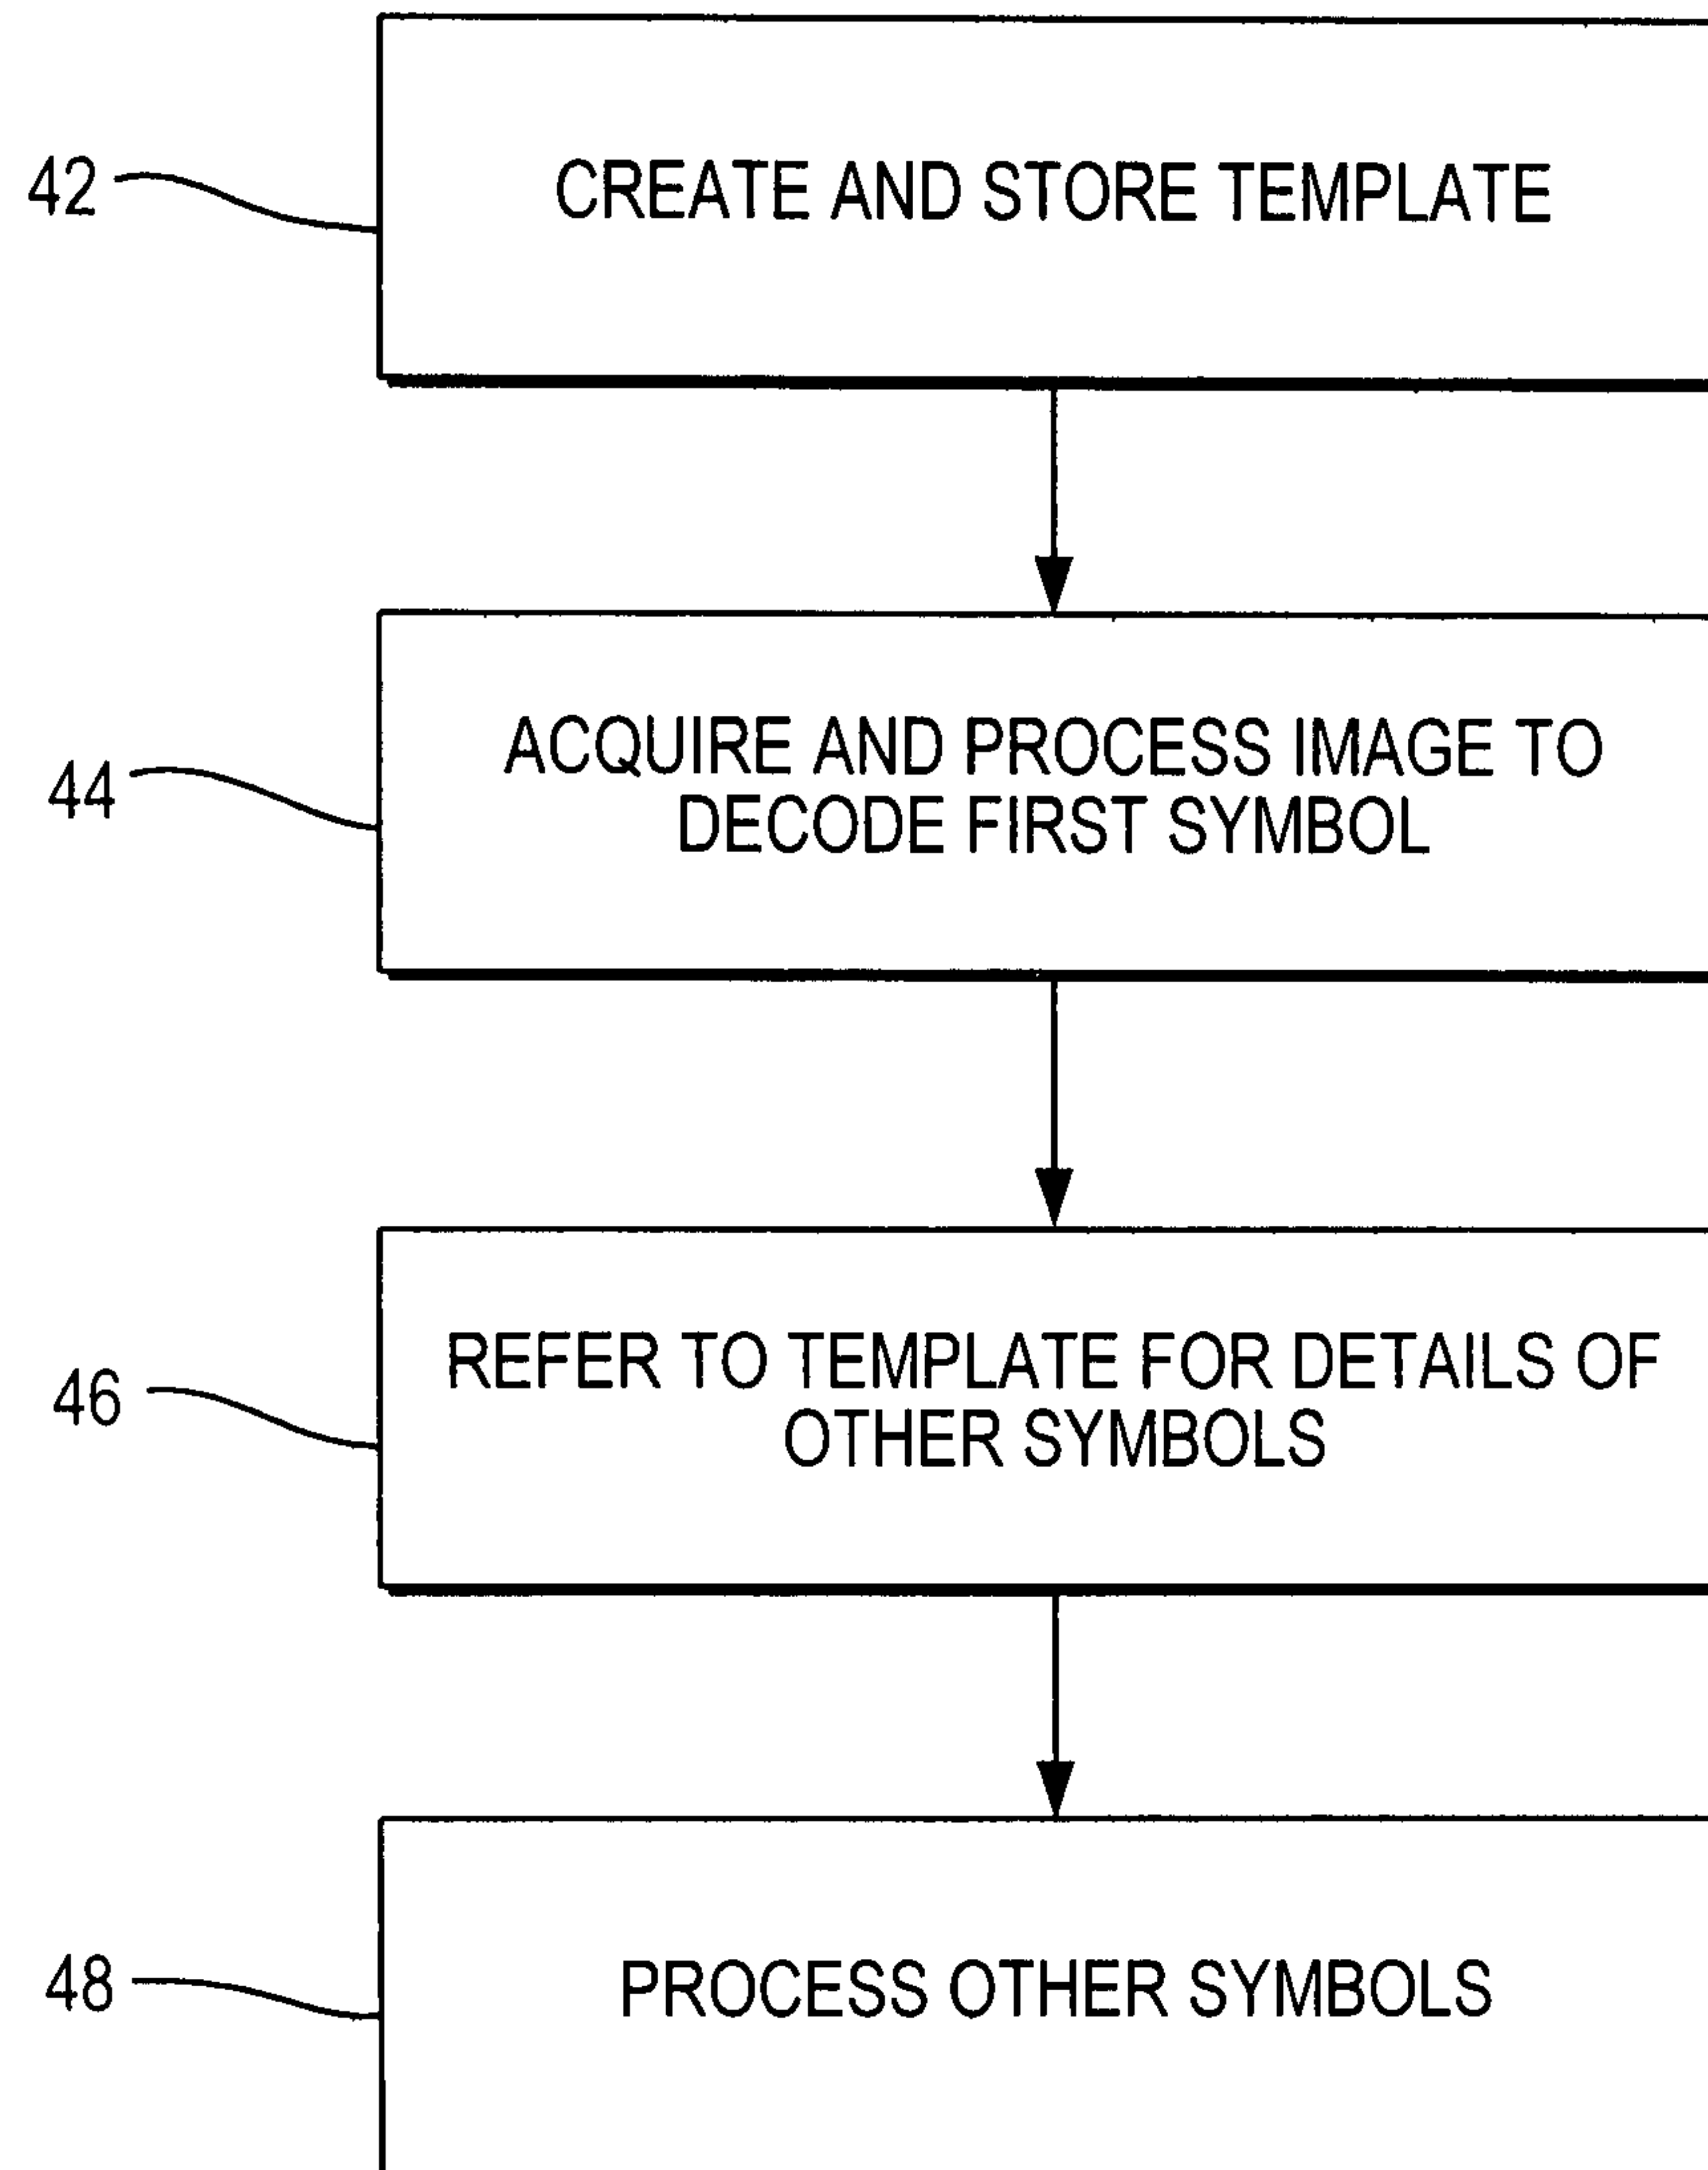 42
CREATE AND STORE TEMPLATE
44
ACQUIRE AND PROCESS IMAGE TO
DECODE FIRST SYMBOL
46
REFER TO TEMPLATE FOR DETAILS OF
OTHER SYMBOLS
48
PROCESS OTHER SYMBOLS